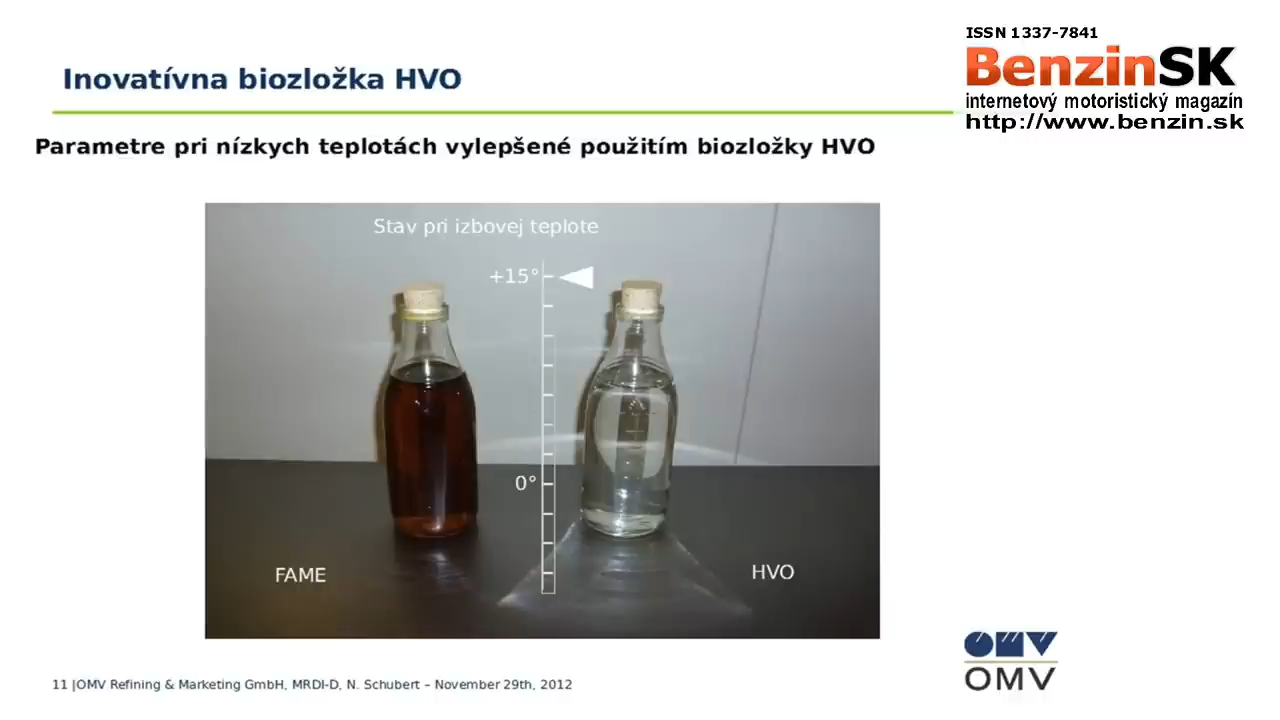 ISSN 1337-7841
BenzinSK
internetový motoristický magazín
http://www.benzin.sk
Inovatívna biozložka HVO
Parametre pri nízkych teplotách vylepšené použitím biozložky HVO
Stav pri izbovej teplote
+15°
0°
FAME
HVO
OMV
OMV
11 |OMV Refining & Marketing GmbH, MRDI-D, N. Schubert – November 29th, 2012